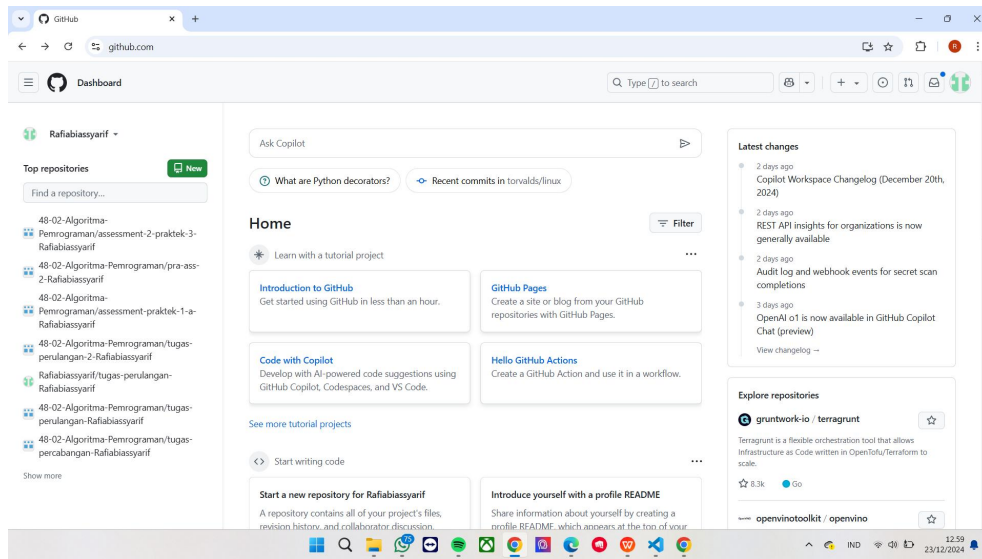 GitHub
github.com
Dashboard
Type / to search
Rafiabiassyarif
Top repositories
New
Find a repository...
48-02-Algoritma-
Pemrograman/assessment-2-praktek-3-
Rafiabiassyarif
48-02-Algoritma-Pemrograman/pra-ass-
2-Rafiabiassyarif
48-02-Algoritma-
Pemrograman/assessment-praktek-1-a-
Rafiabiassyarif
48-02-Algoritma-Pemrograman/tugas-
perulangan-2-Rafiabiassyarif
Rafiabiassyarif/tugas-perulangan-
Rafiabiassyarif
48-02-Algoritma-Pemrograman/tugas-
perulangan-Rafiabiassyarif
48-02-Algoritma-Pemrograman/tugas-
percabangan-Rafiabiassyarif
Show more
Ask Copilot
What are Python decorators?
Recent commits in torvalds/linux
Home
Filter
Learn with a tutorial project
Introduction to GitHub
Get started using GitHub in less than an hour.
GitHub Pages
Create a site or blog from your GitHub
repositories with GitHub Pages.
Code with Copilot
Develop with AI-powered code suggestions using
GitHub Copilot, Codespaces, and VS Code.
Hello GitHub Actions
Create a GitHub Action and use it in a workflow.
See more tutorial projects
Start writing code
Start a new repository for Rafiabiassyarif
A repository contains all of your project's files,
revision history, and collaborator discussion.
Introduce yourself with a profile README
Share information about yourself by creating a
profile README, which appears at the top of your
Latest changes
2 days ago
Copilot Workspace Changelog (December 20th,
2024)
2 days ago
REST API insights for organizations is now
generally available
2 days ago
Audit log and webhook events for secret scan
completions
3 days ago
OpenAI o1 is now available in GitHub Copilot
Chat (preview)
View changelog →
Explore repositories
gruntwork-io / terragrunt
Terragrunt is a flexible orchestration tool that allows
Infrastructure as Code written in OpenTofu/Terraform to
scale.
8.3k Go
openvinotoolkit / openvino
R
75
IND
12.59
23/12/2024